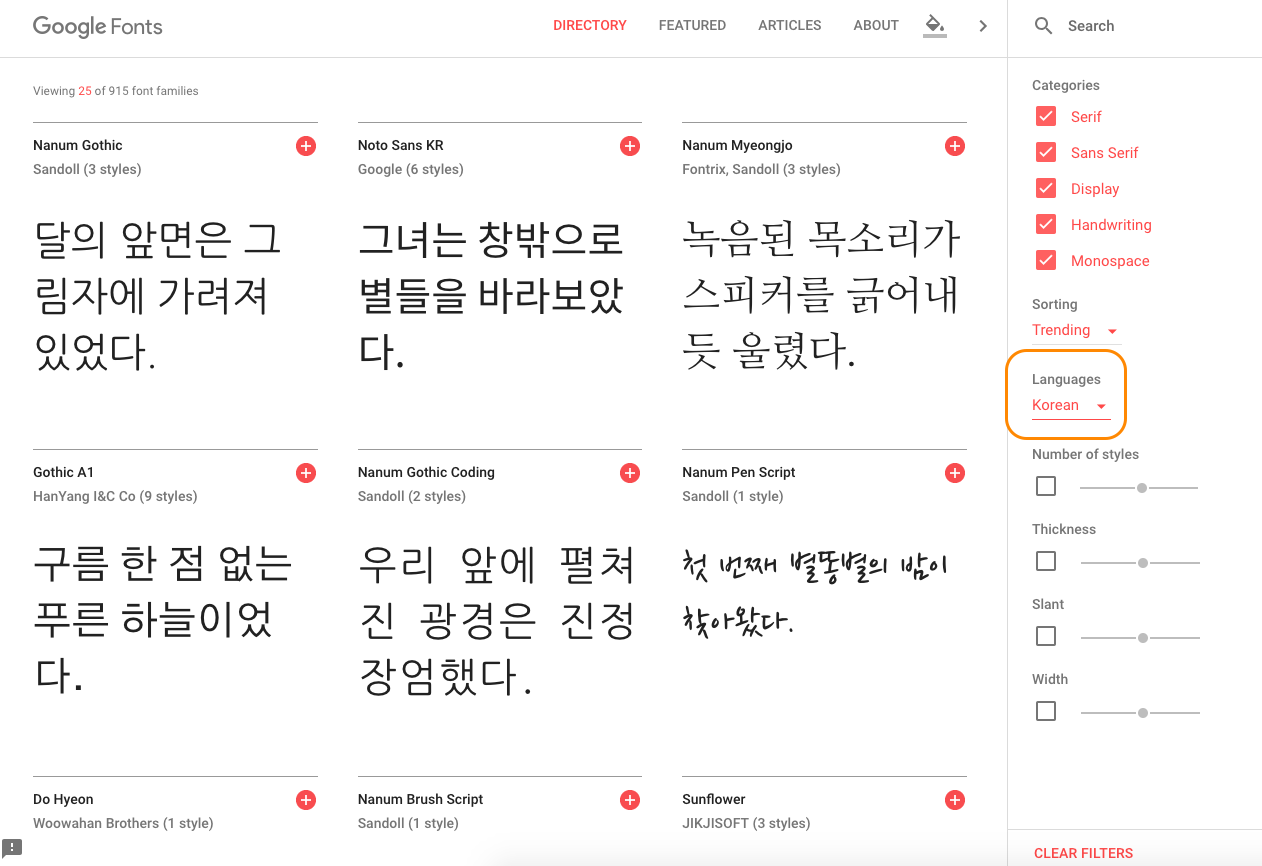 Google Fonts
DIRECTORY
FEATURED
ARTICLES
ABOUT
Search
Viewing 25 of 915 font families
Nanum Gothic
Sandoll (3 styles)
달의 앞면은 그
림자에 가려져
있었다.
Noto Sans KR
Google (6 styles)
그녀는 창밖으로
별들을 바라보았
다.
Nanum Myeongjo
Fontrix, Sandoll (3 styles)
녹음된 목소리가
스피커를 긁어내
듯 울렸다.
Gothic A1
HanYang I&C Co (9 styles)
구름 한 점 없는
푸른 하늘이었
다.
Nanum Gothic Coding
Sandoll (2 styles)
우리 앞에 펼쳐
진 광경은 진정
장엄했다.
Nanum Pen Script
Sandoll (1 style)
첫 번째 별똥별의 밤이
찾아왔다.
Do Hyeon
Woowahan Brothers (1 style)
Nanum Brush Script
Sandoll (1 style)
Sunflower
JIKJISOFT (3 styles)
Categories
Serif
Sans Serif
Display
Handwriting
Monospace
Sorting
Trending
Languages
Korean
Number of styles
Thickness
Slant
Width
CLEAR FILTERS